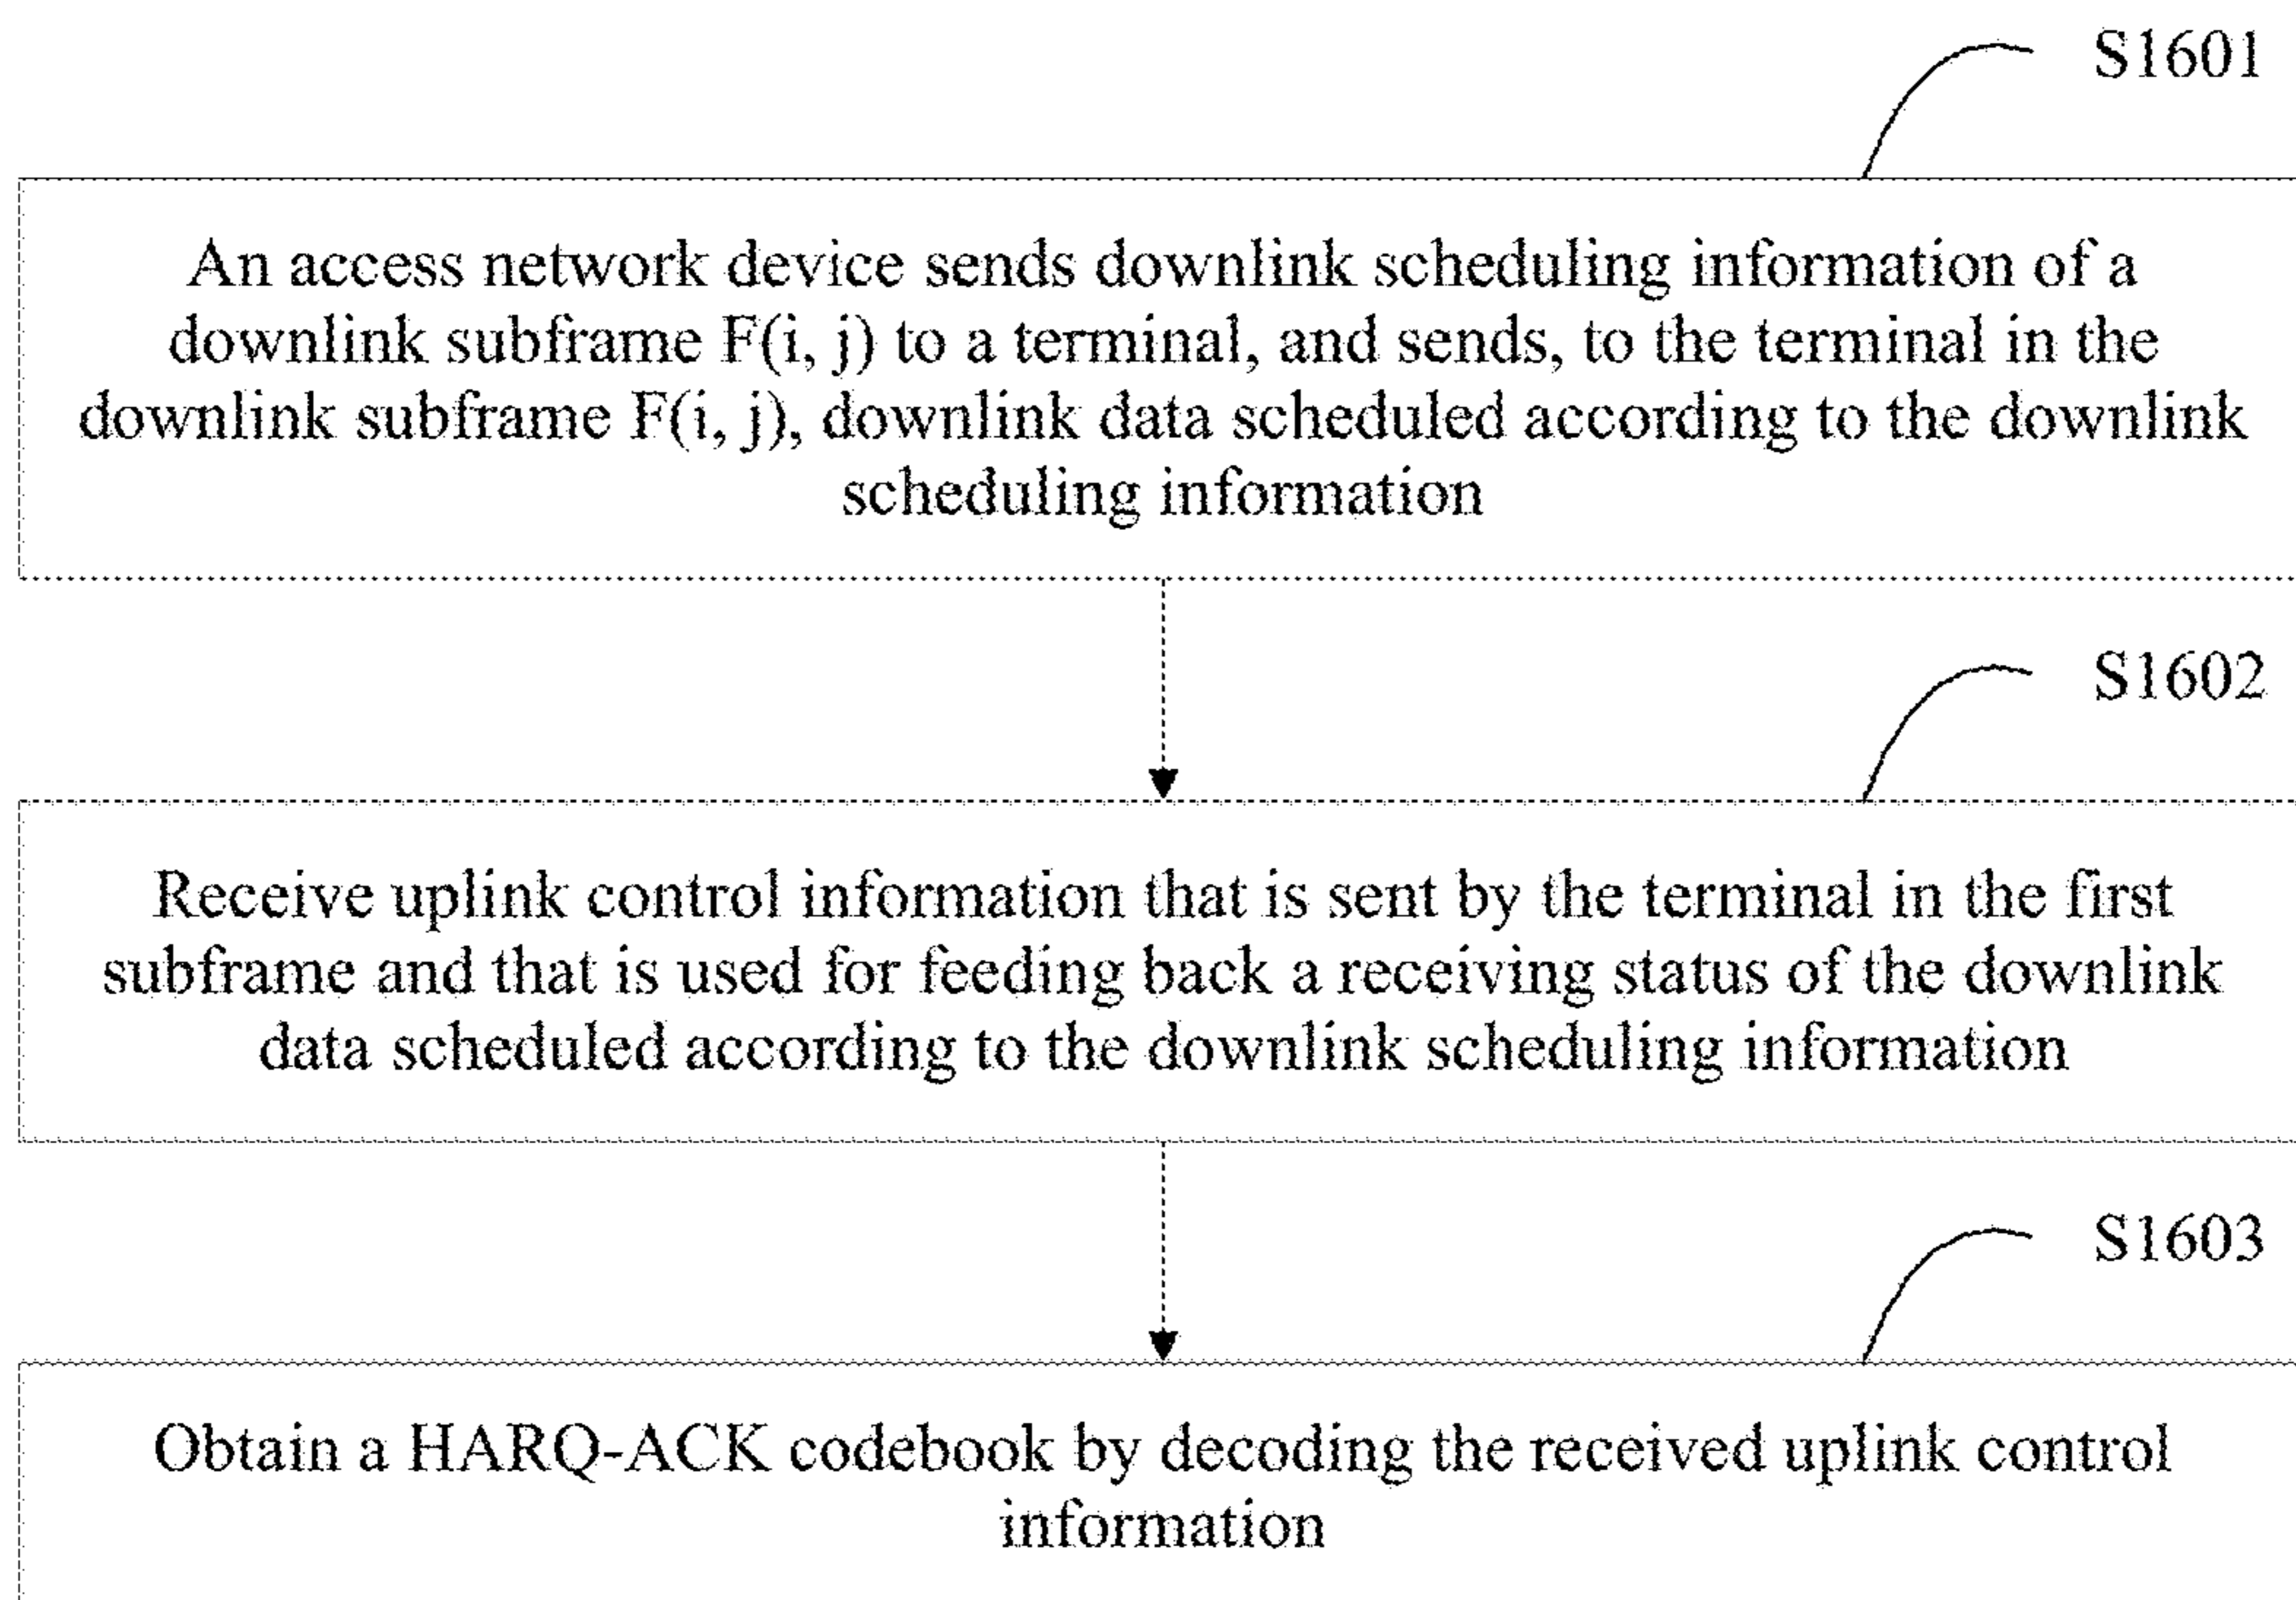 S1601
An access network device sends downlink scheduling information of a
downlink subframe F(i, j) to a terminal, and sends, to the terminal in the
downlink subframe F(i, j), downlink data scheduled according to the downlink
scheduling information
S1602
Receive uplink control information that is sent by the terminal in the first
subframe and that is used for feeding back a receiving status of the downlink
data scheduled according to the downlink scheduling information
S1603
Obtain a HARQ-ACK codebook by decoding the received uplink control
information